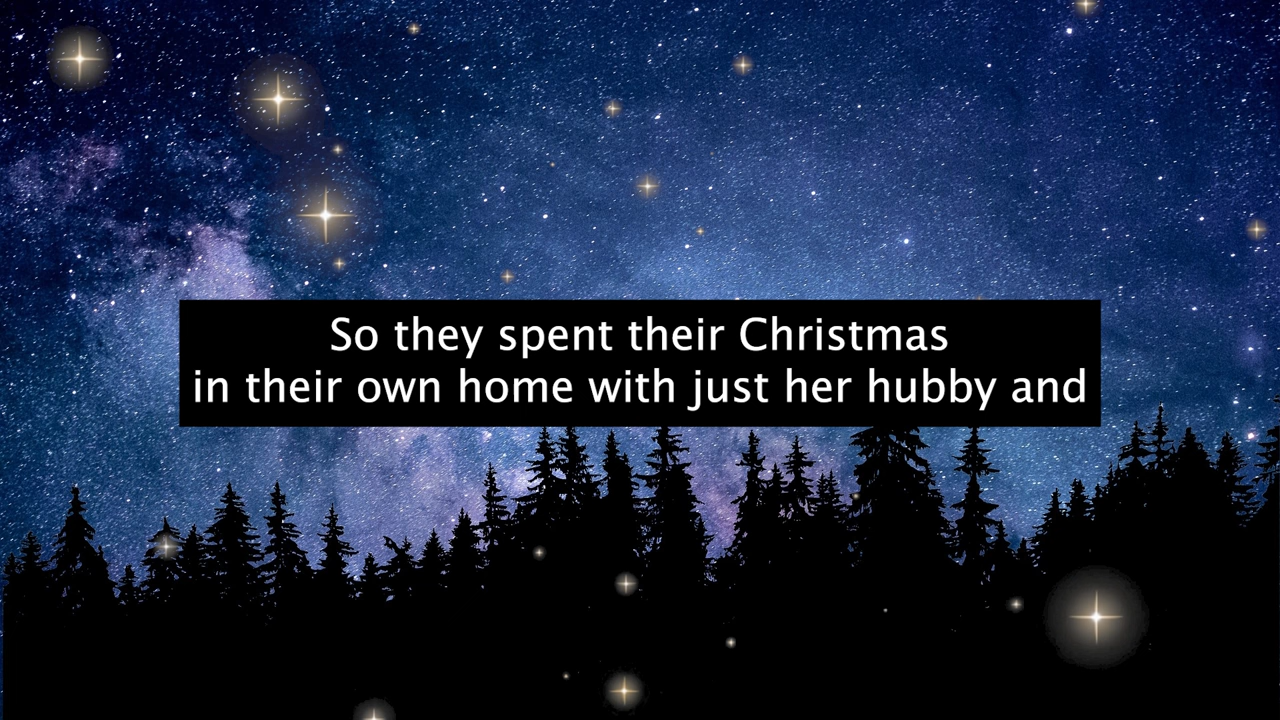 So they spent their Christmas
in their own home with just her hubby and